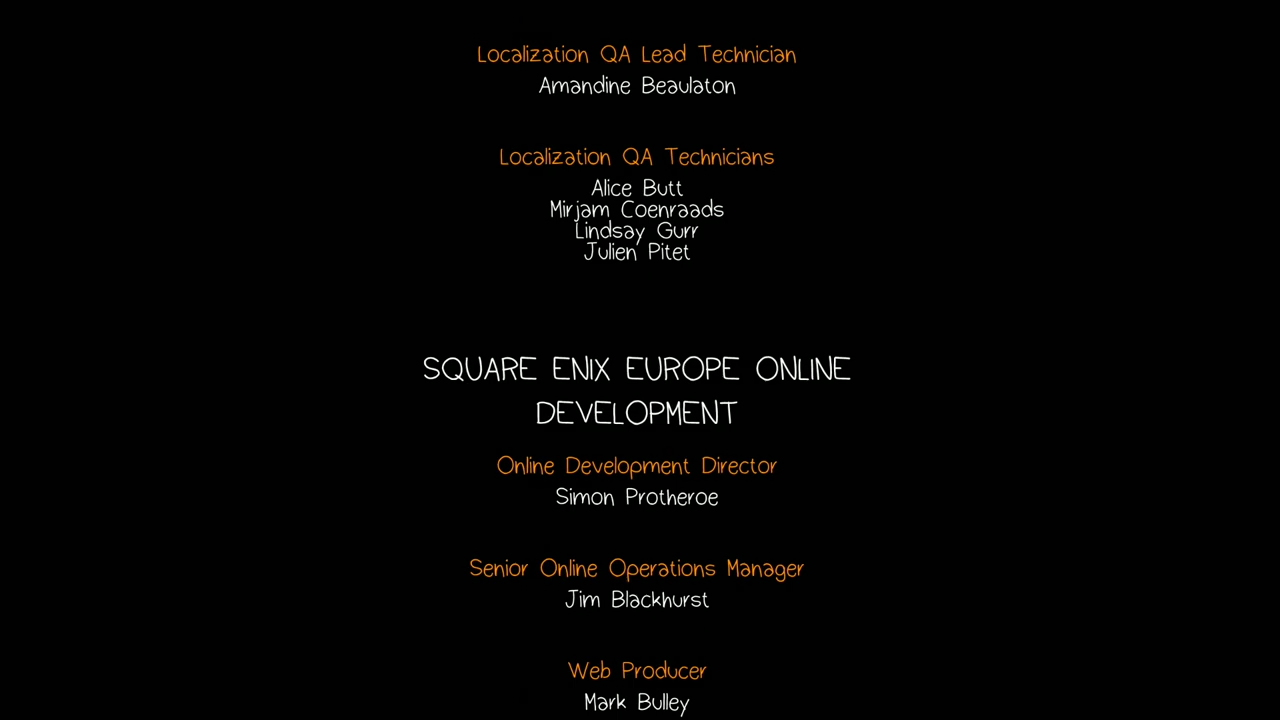 Localization QA Lead Technician
Amandine Beaulaton
Localization QA Technicians
Alice Butt
Mirjam Coenraads
Lindsay Gurr
Julien Pitet
SQUARE ENIX EUROPE ONLINE
DEVELOPMENT
Online Development Director
Simon Protheroe
Senior Online Operations Manager
Jim Blackhurst
Web Producer
Mark Bulley